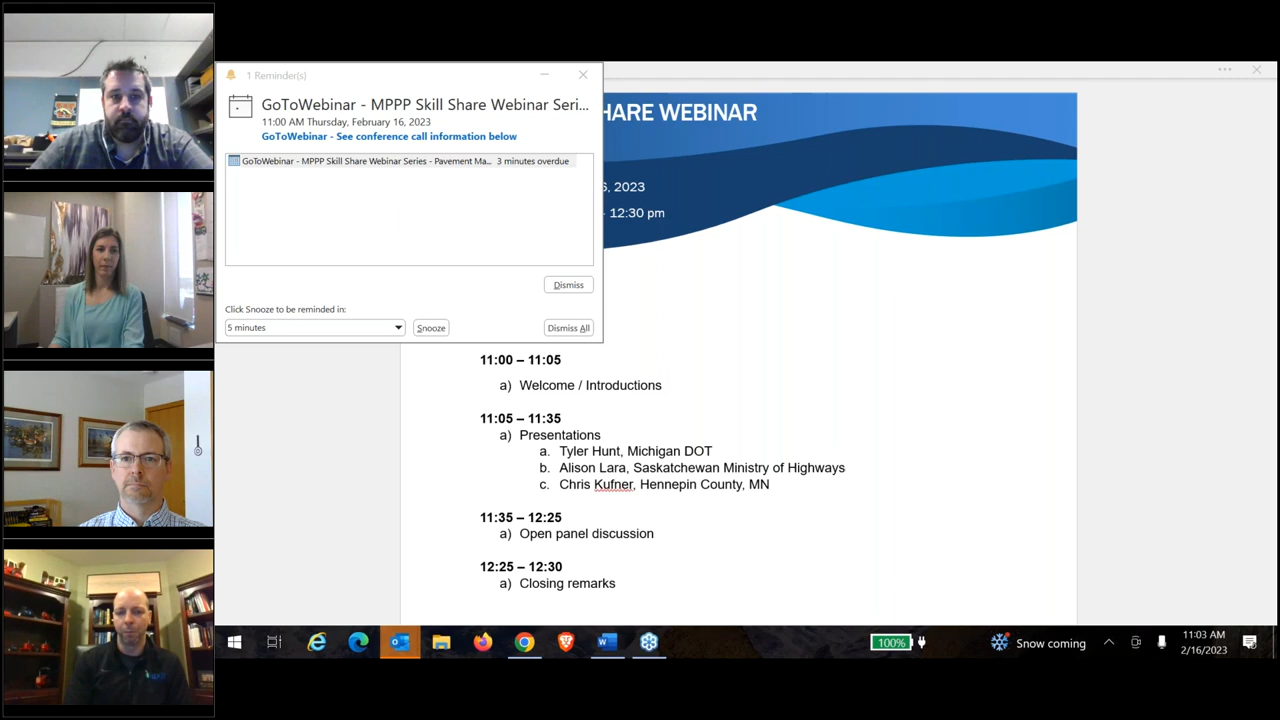 1 Reminder(s)
GoToWebinar - MPPP Skill Share Webinar Seri...
11:00 AM Thursday, February 16, 2023
GoToWebinar - See conference call information below
GoToWebinar - MPPP Skill Share Webinar Series - Pavement Ma... 3 minutes overdue
Dismiss
Click Snooze to be reminded in:
5 minutes
Snooze
Dismiss All
HARE WEBINAR
6, 2023
- 12:30 pm
11:00 – 11:05
a) Welcome / Introductions
11:05 – 11:35
a) Presentations
a. Tyler Hunt, Michigan DOT
b. Alison Lara, Saskatchewan Ministry of Highways
c. Chris Kufner, Hennepin County, MN
11:35 – 12:25
a) Open panel discussion
12:25 – 12:30
a) Closing remarks
100%
Snow coming
11:03 AM
2/16/2023